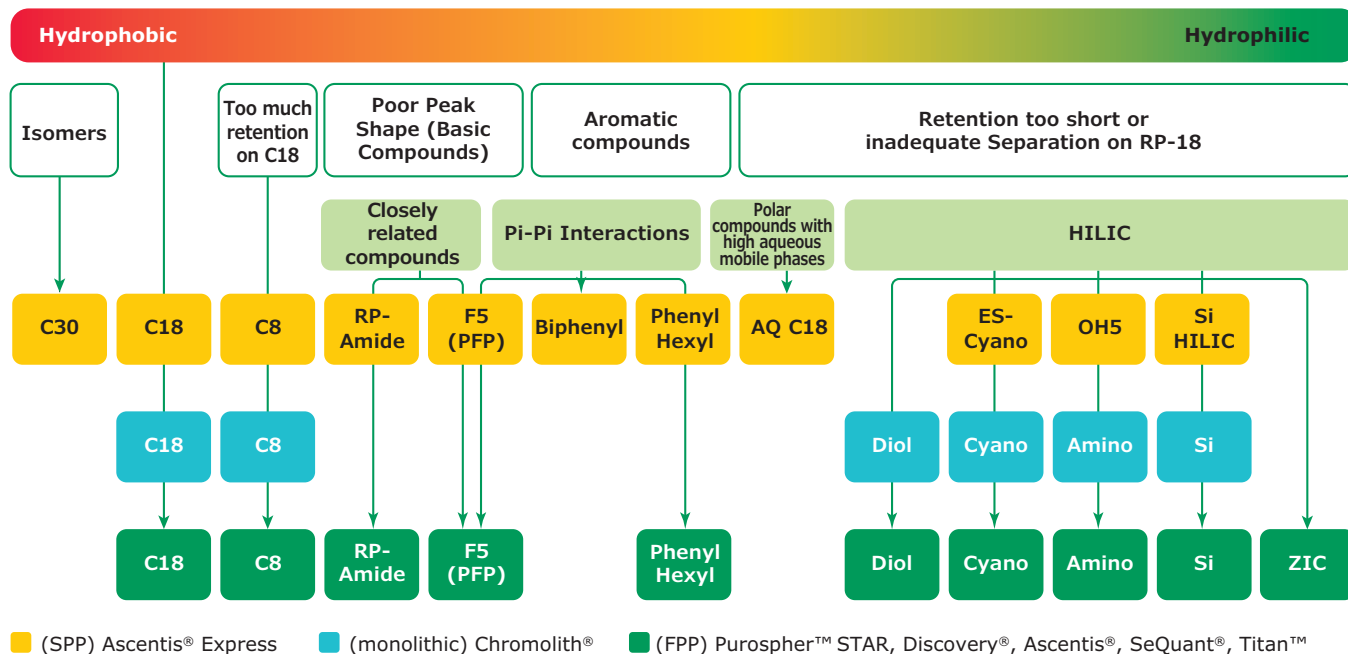 Hydrophobic
Hydrophilic
Isomers
Too much
retention
on C18
Poor Peak
Shape (Basic
Compounds)
Aromatic
compounds
Retention too short or
inadequate Separation on RP-18
Closely
related
compounds
Pi-Pi Interactions
Polar
compounds with
high aqueous
mobile phases
HILIC
C30
C18
C8
RP-
Amide
F5
(PFP)
Biphenyl
Phenyl
Hexyl
AQ C18
ES-
Cyano
OH5
Si
HILIC
C18
C8
Diol
Cyano
Amino
Si
C18
C8
RP-
Amide
F5
(PFP)
Phenyl
Hexyl
Diol
Cyano
Amino
Si
ZIC
(SPP) Ascentis® Express
(monolithic) Chromolith®
(FPP) Purospher™ STAR, Discovery®, Ascentis®, SeQuant®, Titan™